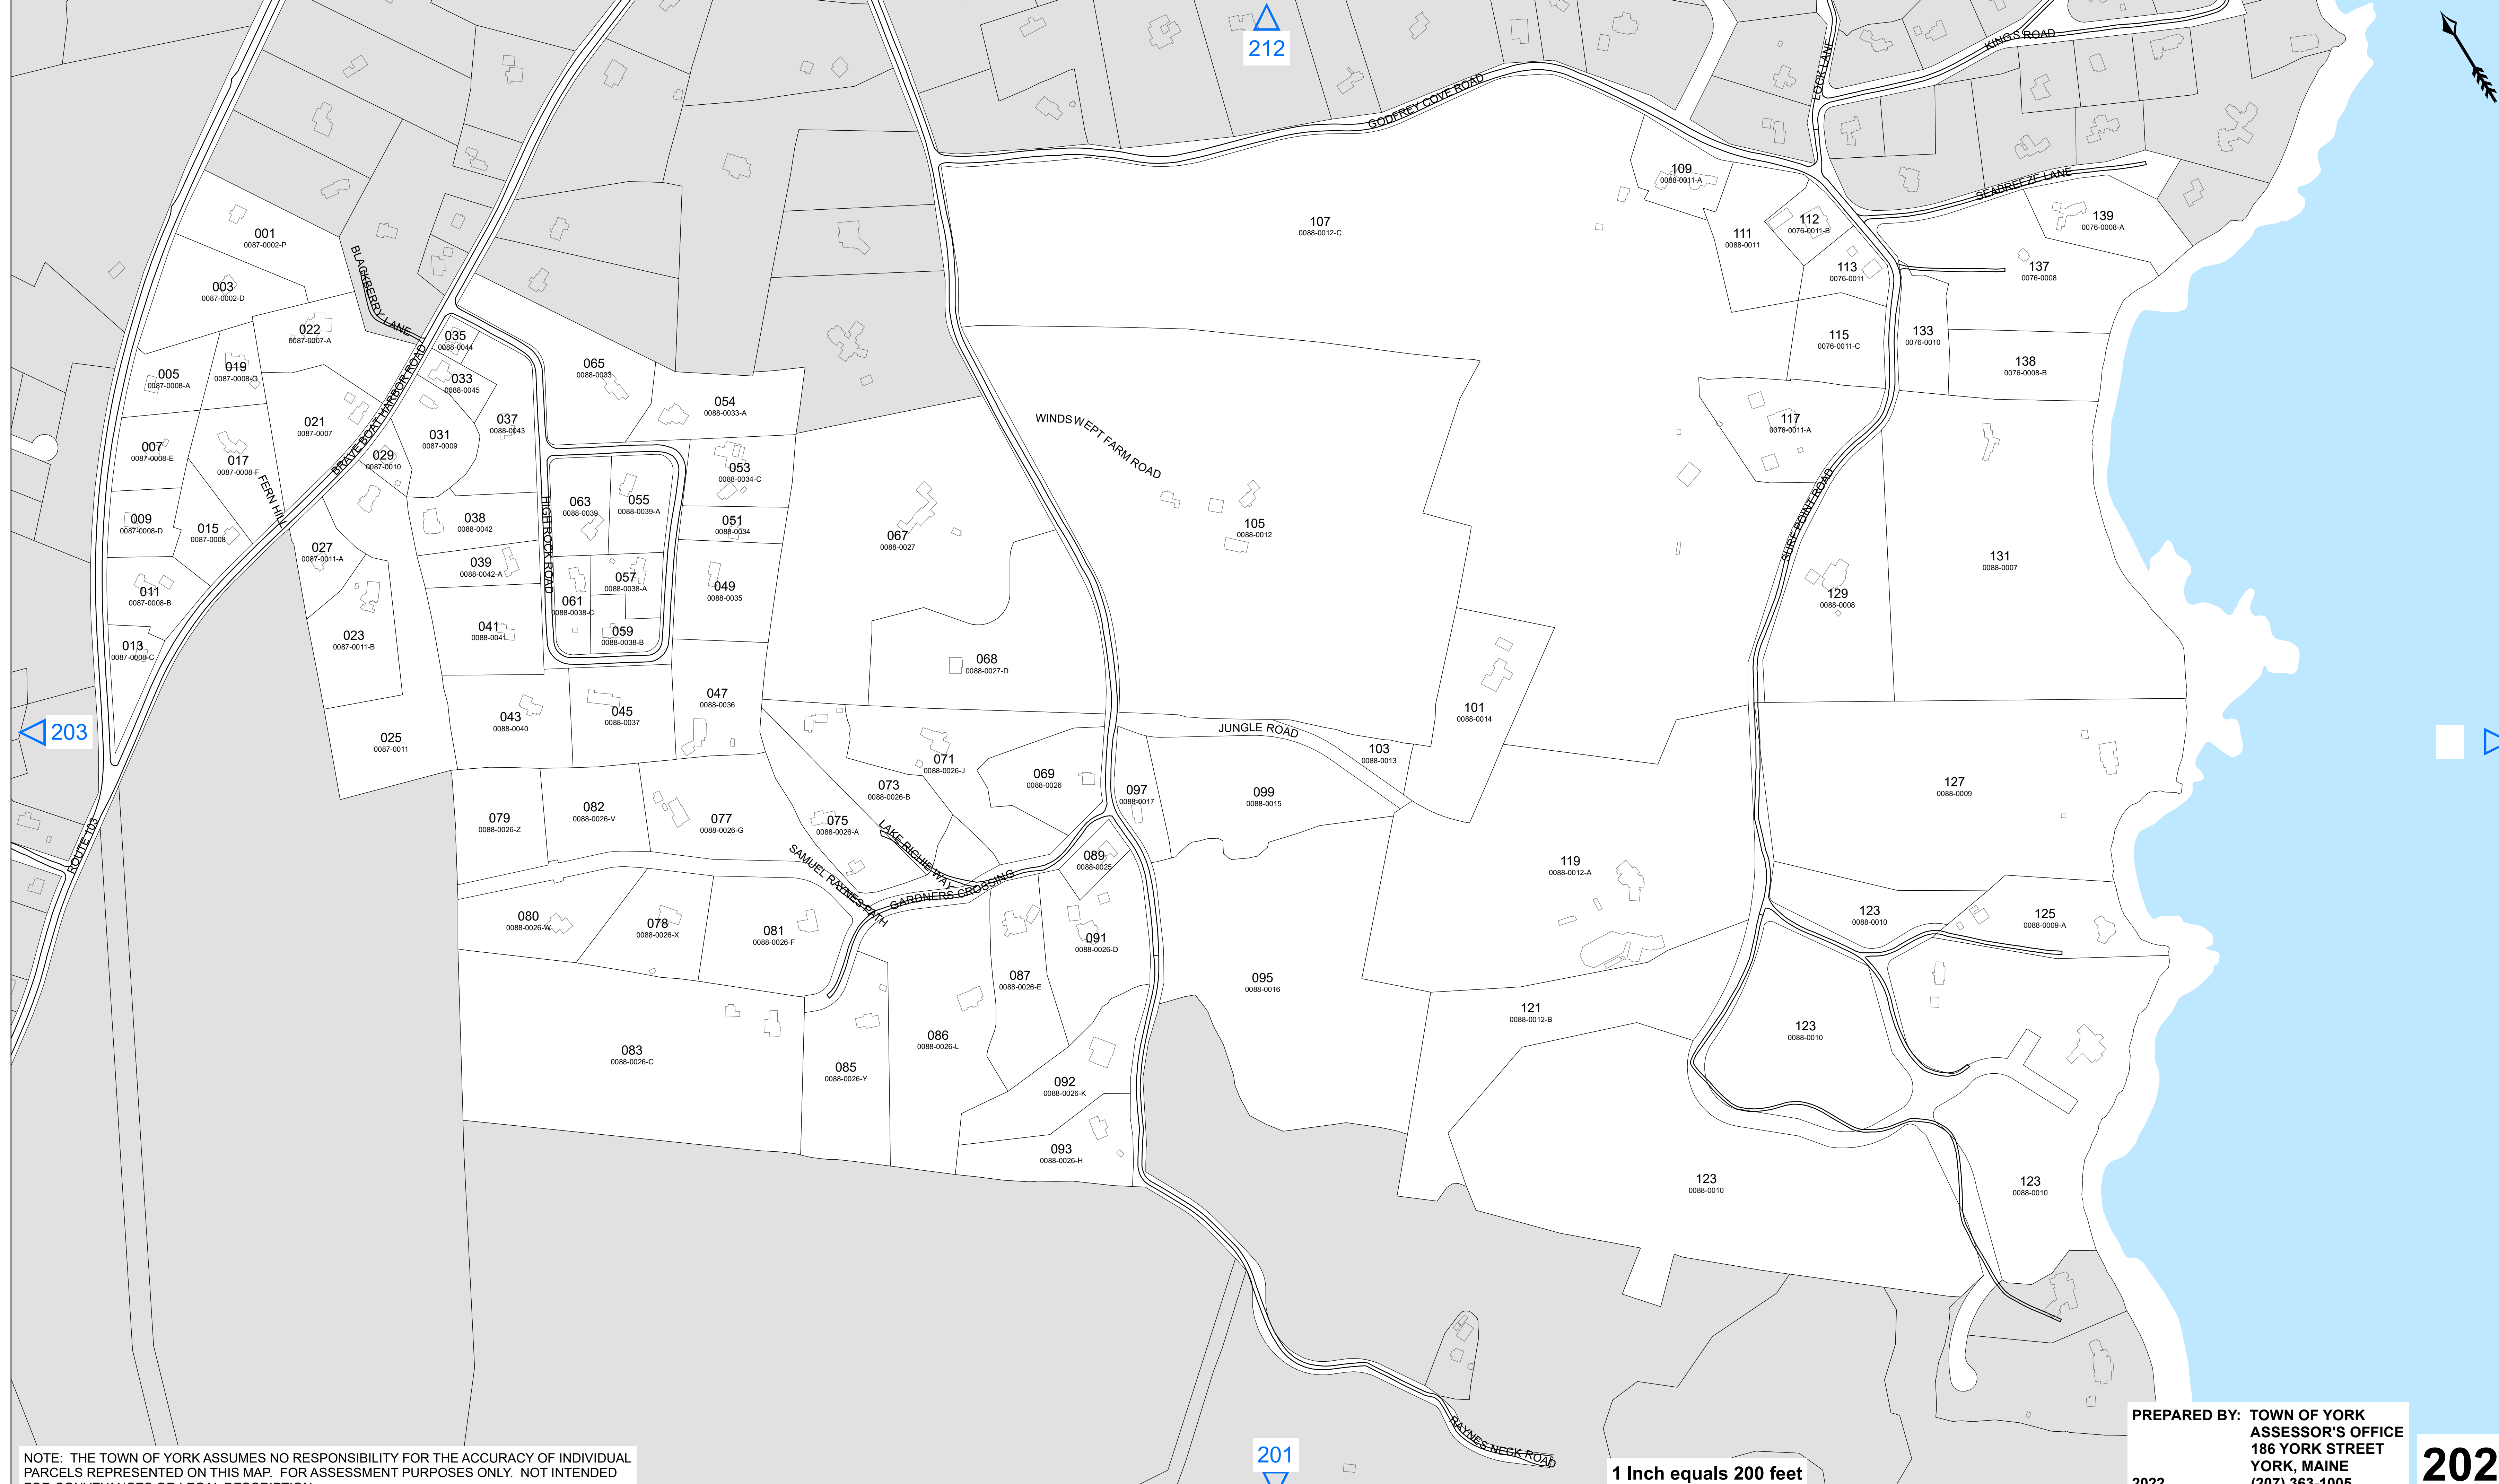 212
KING S ROAD
LOCK LANE
GODFREY COVE ROAD
109
0088-0011-A
SEABREEZE LANE
107
0088-0012-C
111
0088-0011
112
0076-0011-B
139
0076-0008-A
113
0076-0011
137
0076-0008
001
0087-0002-P
BLACKBERRY LANE
003
0087-0002-D
022
0087-0007-A
035
0088-0044
115
0076-0011-C
133
0076-0010
138
0076-0008-B
005
0087-0008-A
019
0087-0008-G
033
0088-0045
065
0088-0033
054
0088-0033-A
BRAVE BOAT HARBOR ROAD
021
0087-0007
031
0087-0009
037
0088-0043
WINDSWEPT FARM ROAD
117
0076-0011-A
007
0087-0008-E
017
0087-0008-F
029
0087-0010
053
0088-0034-C
FERN HILL
063
0088-0039
055
0088-0039-A
HIGH ROCK ROAD
009
0087-0008-D
015
0087-0008
038
0088-0042
051
0088-0034
067
0088-0027
105
0088-0012
SURF POINT ROAD
027
0087-0011-A
039
0088-0042-A
131
0088-0007
011
0087-0008-B
057
0088-0038-A
049
0088-0035
061
0088-0038-C
129
0088-0008
013
0087-0008-C
023
0087-0011-B
041
0088-0041
059
0088-0038-B
068
0088-0027-D
203
025
0087-0011
043
0088-0040
045
0088-0037
047
0088-0036
101
0088-0014
JUNGLE ROAD
103
0088-0013
071
0088-0026-J
069
0088-0026
073
0088-0026-B
097
0088-0017
099
0088-0015
127
0088-0009
079
0088-0026-Z
082
0088-0026-V
077
0088-0026-G
075
0088-0026-A
LAKE RICHIE WAY
ROUTE 103
SAMUEL RAYNES PATH
GARDNERS CROSSING
089
0088-0025
119
0088-0012-A
080
0088-0026-W
078
0088-0026-X
081
0088-0026-F
091
0088-0026-D
123
0088-0010
125
0088-0009-A
087
0088-0026-E
095
0088-0016
121
0088-0012-B
123
0088-0010
083
0088-0026-C
085
0088-0026-Y
086
0088-0026-L
092
0088-0026-K
093
0088-0026-H
123
0088-0010
123
0088-0010
RAYNES NECK ROAD
201
NOTE: THE TOWN OF YORK ASSUMES NO RESPONSIBILITY FOR THE ACCURACY OF INDIVIDUAL
PARCELS REPRESENTED ON THIS MAP. FOR ASSESSMENT PURPOSES ONLY. NOT INTENDED
FOR CONVEYANCES OR LEGAL DESCRIPTION
1 Inch equals 200 feet
PREPARED BY: TOWN OF YORK
ASSESSOR'S OFFICE
186 YORK STREET
YORK, MAINE
2022 (207) 363-1005
202